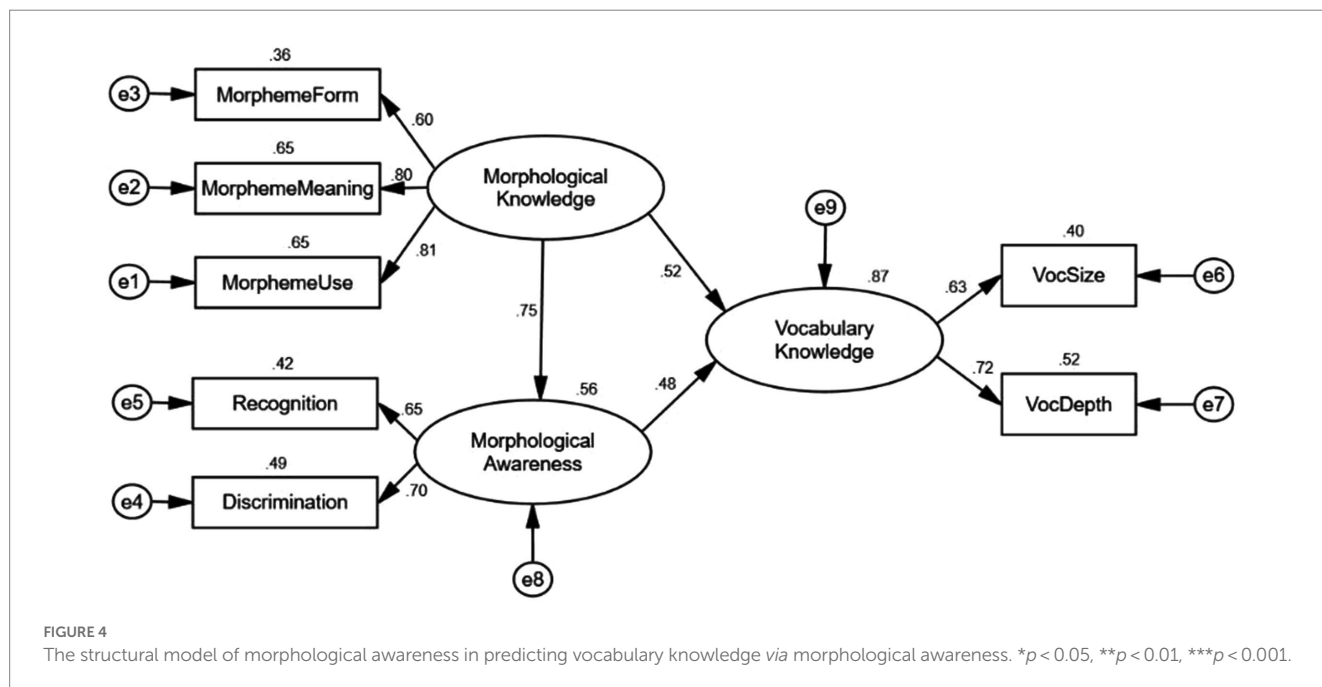 .36
e3
MorphemeForm
.60
.65
e2
MorphemeMeaning
.80
.65
e1
MorphemeUse
.81
Morphological
Knowledge
.75
.52
.42
e5
Recognition
.65
.49
e4
Discrimination
.70
.56
Morphological
Awareness
e8
.48
e9
.87
Vocabulary
Knowledge
.63
.40
VocSize
e6
.72
.52
VocDepth
e7
FIGURE 4
The structural model of morphological awareness in predicting vocabulary knowledge via morphological awareness. *p < 0.05, **p < 0.01, ***p < 0.001.